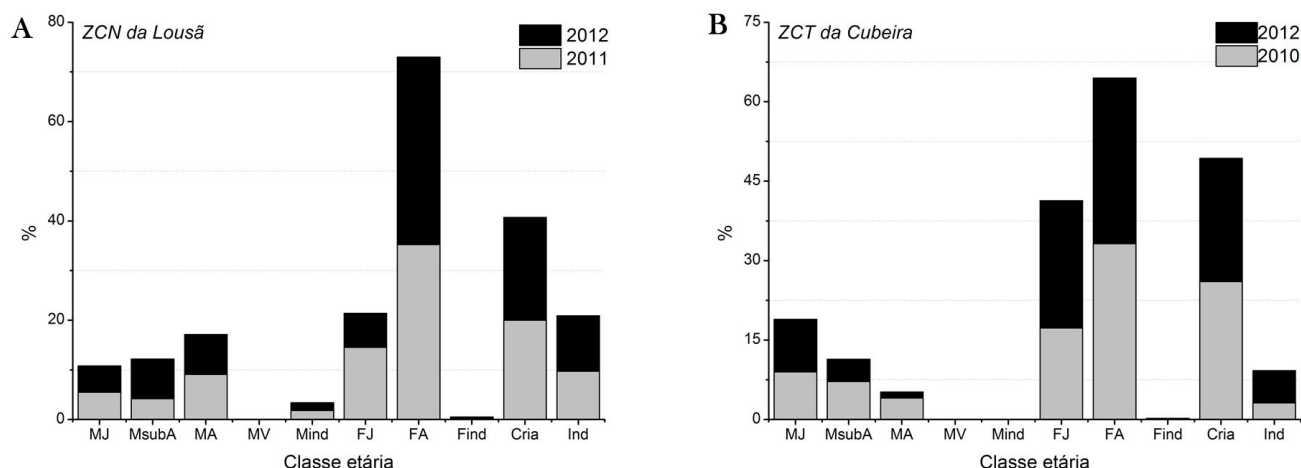 A
ZCN da Lousã
2012
2011
80
60
40
20
0
%
MJ MsubA MA MV Mind FJ FA Find Cria Ind
Classe etária
B
ZCT da Cubeira
2012
2010
75
60
45
30
15
0
%
MJ MsubA MA MV Mind FJ FA Find Cria Ind
Classe etária